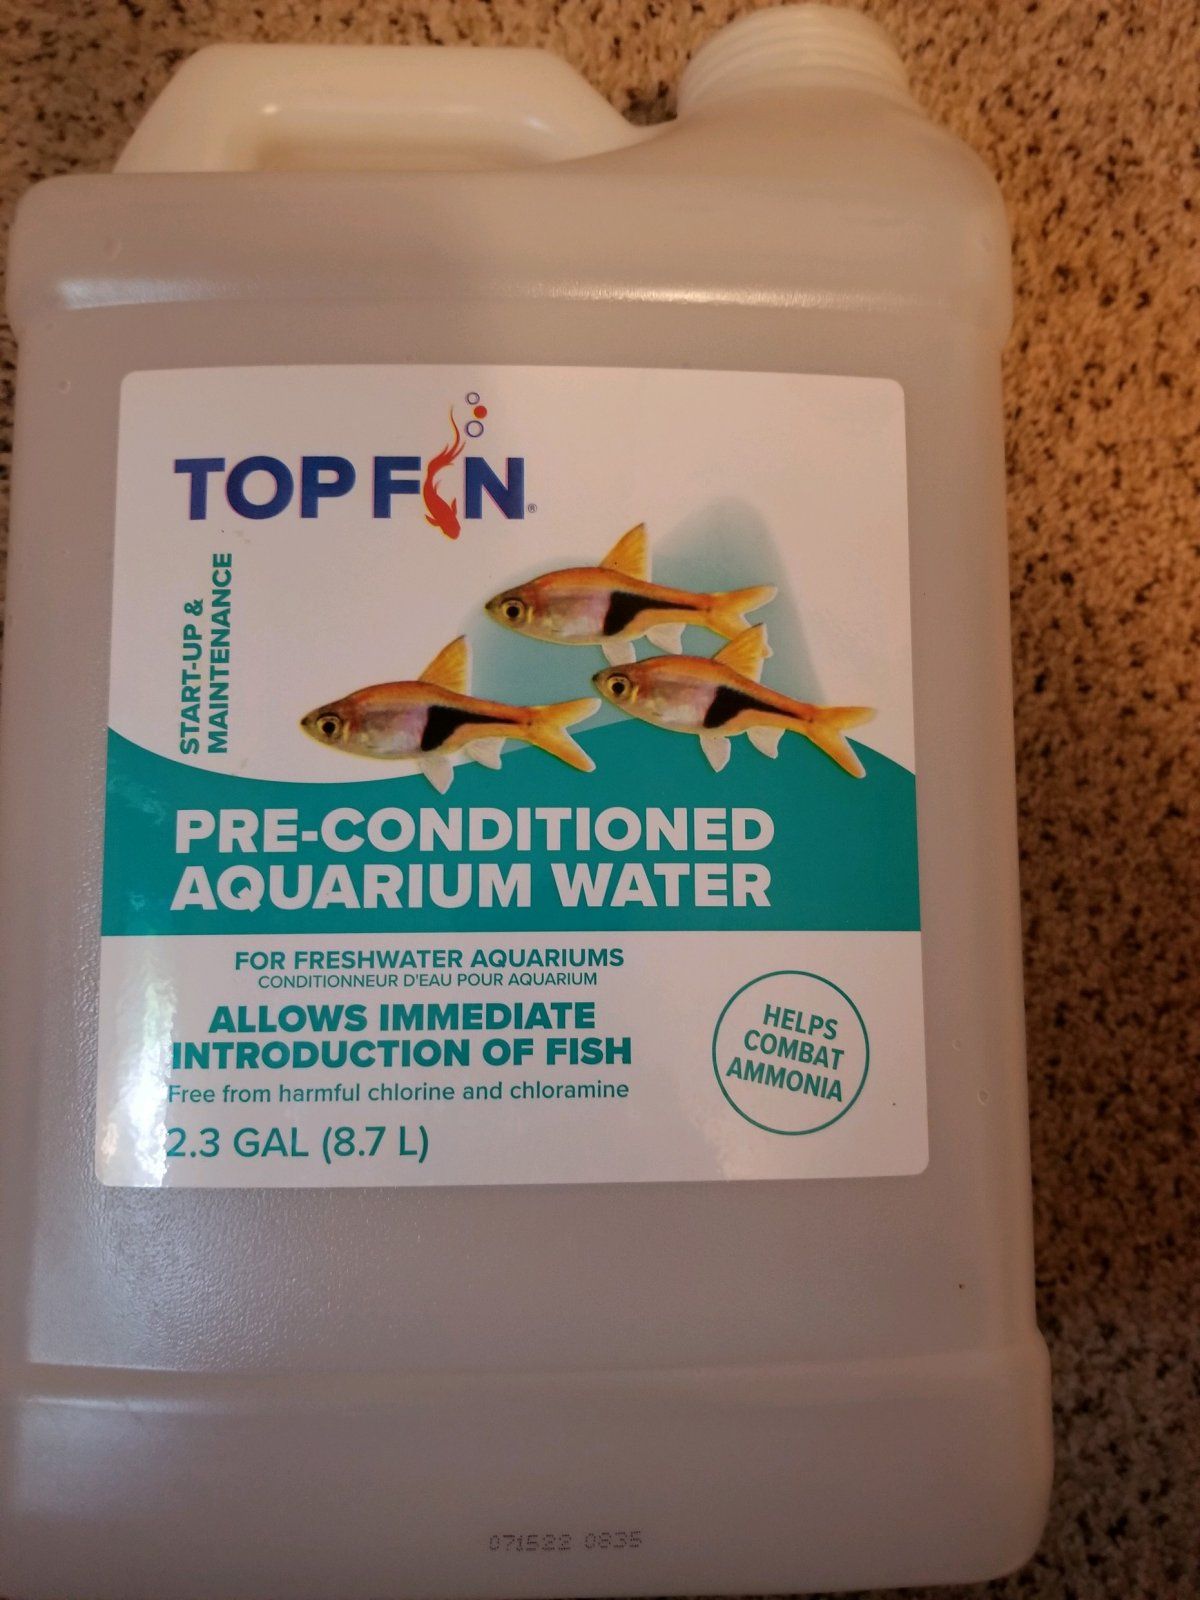 TOP FIN®
START-UP &
MAINTENANCE
PRE-CONDITIONED
AQUARIUM WATER
FOR FRESHWATER AQUARIUMS
CONDITIONNEUR D'EAU POUR AQUARIUM
ALLOWS IMMEDIATE
INTRODUCTION OF FISH
Free from harmful chlorine and chloramine
2.3 GAL (8.7 L)
HELPS
COMBAT
AMMONIA
071522 0835